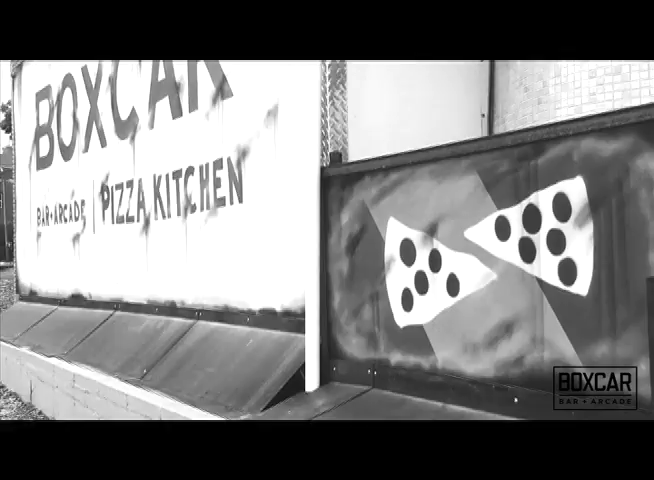 BOXCAR
BAR+ARCADE | PIZZA KITCHEN
BOXCAR
BAR + ARCADE